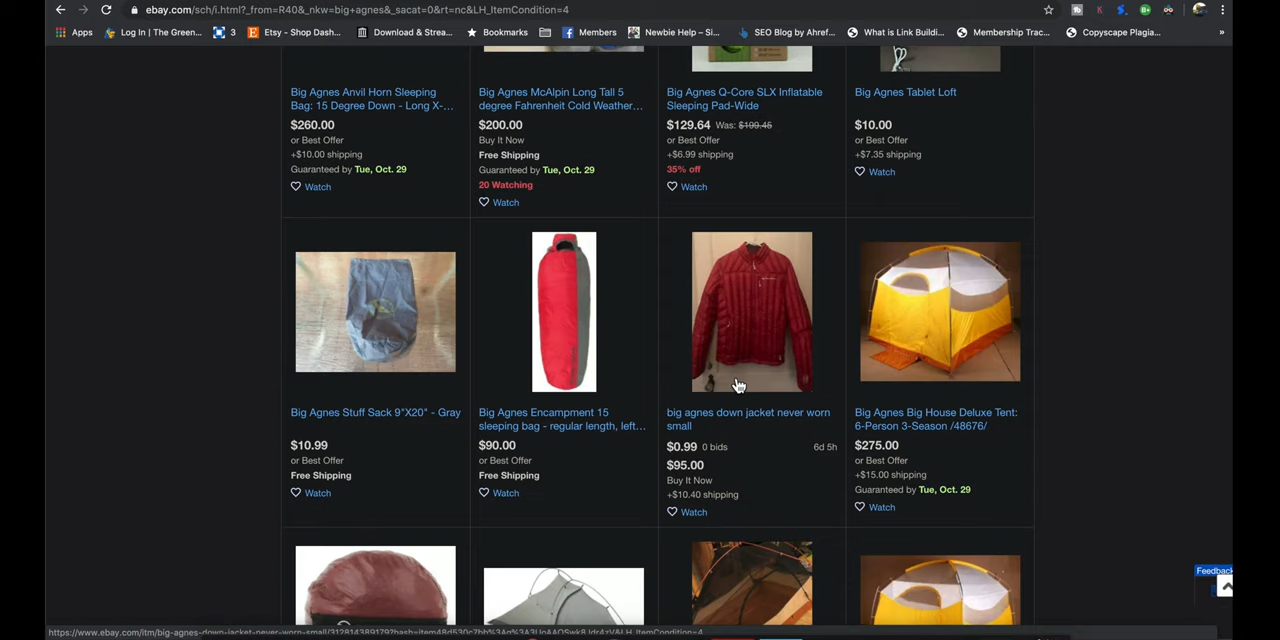 ebay.com/sch/i.html?_from=R40&_nkw=big+agnes&_sacat=0&rt=nc&LH_ItemCondition=4
Apps
Log In | The Green...
3
Etsy - Shop Dash...
Download & Strea...
Bookmarks
Members
Newbie Help – Si...
SEO Blog by Ahref...
What is Link Buildi...
Membership Trac...
Copyscape Plagia...
»
Big Agnes Anvil Horn Sleeping
Bag: 15 Degree Down - Long X-...
$260.00
or Best Offer
+$10.00 shipping
Guaranteed by Tue, Oct. 29
Watch
Big Agnes McAlpin Long Tall 5
degree Fahrenheit Cold Weather...
$200.00
Buy It Now
Free Shipping
Guaranteed by Tue, Oct. 29
20 Watching
Watch
Big Agnes Q-Core SLX Inflatable
Sleeping Pad-Wide
$129.64 Was: $199.45
or Best Offer
+$6.99 shipping
35% off
Watch
Big Agnes Tablet Loft
$10.00
+$7.35 shipping
Watch
Big Agnes Stuff Sack 9"X20" - Gray
$10.99
or Best Offer
Free Shipping
Watch
Big Agnes Encampment 15
sleeping bag - regular length, left...
$90.00
or Best Offer
Free Shipping
Watch
big agnes down jacket never worn
small
$0.99 0 bids 6d 5h
$95.00
Buy It Now
+$10.40 shipping
Watch
Big Agnes Big House Deluxe Tent:
6-Person 3-Season /48676/
$275.00
or Best Offer
+$15.00 shipping
Guaranteed by Tue, Oct. 29
Watch
Feedback